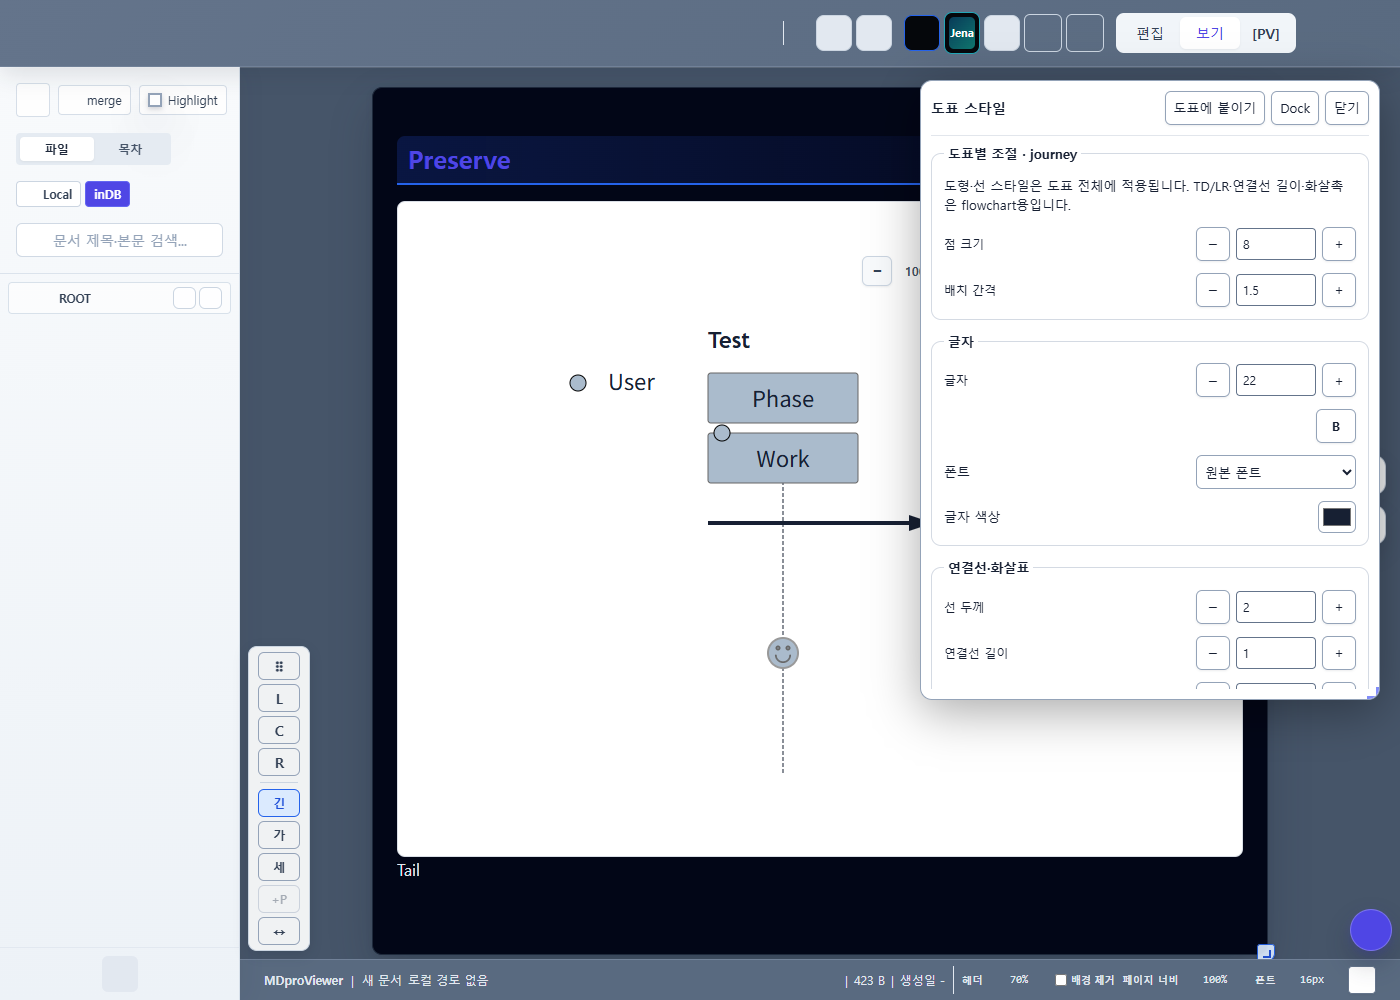 Jena
편집 보기 [PV]
merge Highlight
파일 목차
Local inDB
문서 제목·본문 검색...
ROOT
L
C
R
긴
가
세
+P
↔
Preserve
− 10
Test
User
Phase
Work
Tail
도표 스타일 도표에 붙이기 Dock 닫기
도표별 조절 · journey
도형·선 스타일은 도표 전체에 적용됩니다. TD/LR·연결선 길이·화살촉
은 flowchart용입니다.
점 크기 − 8 +
배치 간격 − 1.5 +
글자
글자 − 22 +
B
폰트 원본 폰트
글자 색상
연결선·화살표
선 두께 − 2 +
연결선 길이 − 1 +
MDproViewer | 새 문서 로컬 경로 없음 | 423 B | 생성일 - 헤더 70% 배경 제거 페이지 너비 100% 폰트 16px